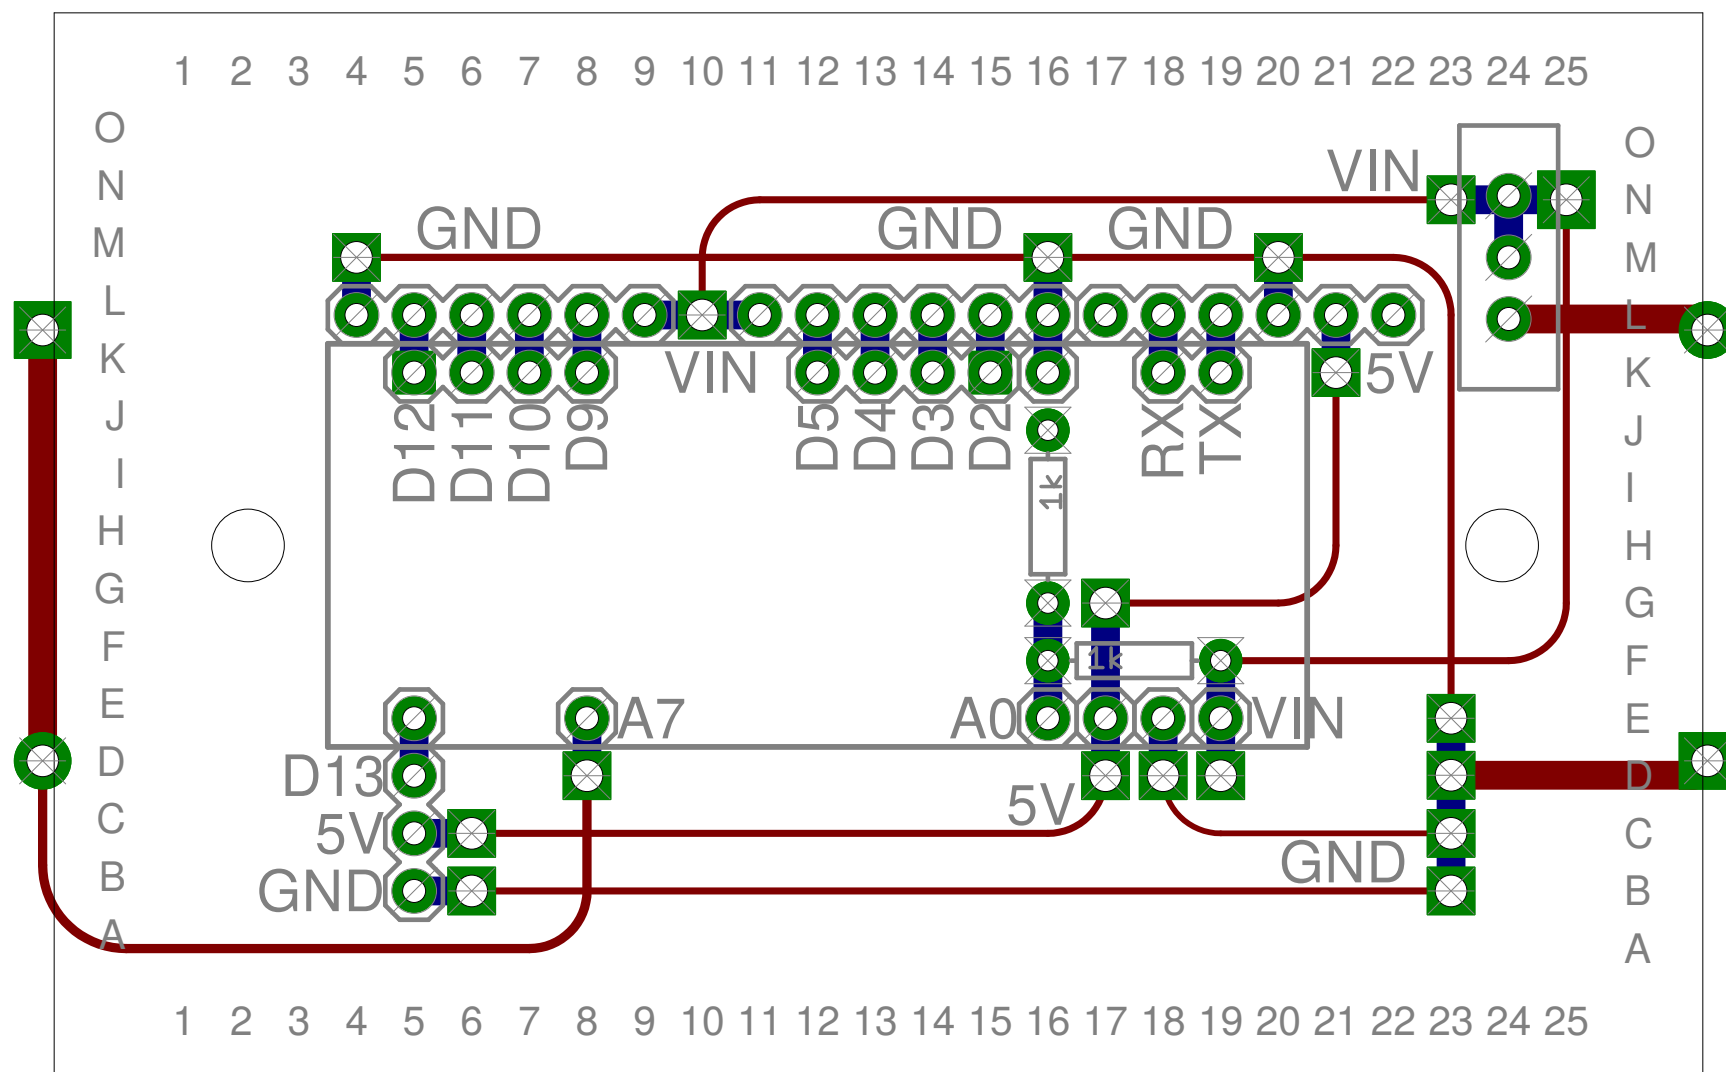 1 2 3 4 5 6 7 8 9 10 11 12 13 14 15 16 17 18 19 20 21 22 23 24 25
O O
N VIN N
M GND GND GND M
L L
K VIN 5V K
J D12 D11 D10 D9 D5 D4 D3 D2 RX TX J
I 1k I
H H
G G
F 1k F
E A7 A0 VIN E
D D13 D
C 5V 5V C
B GND GND B
A A
1 2 3 4 5 6 7 8 9 10 11 12 13 14 15 16 17 18 19 20 21 22 23 24 25